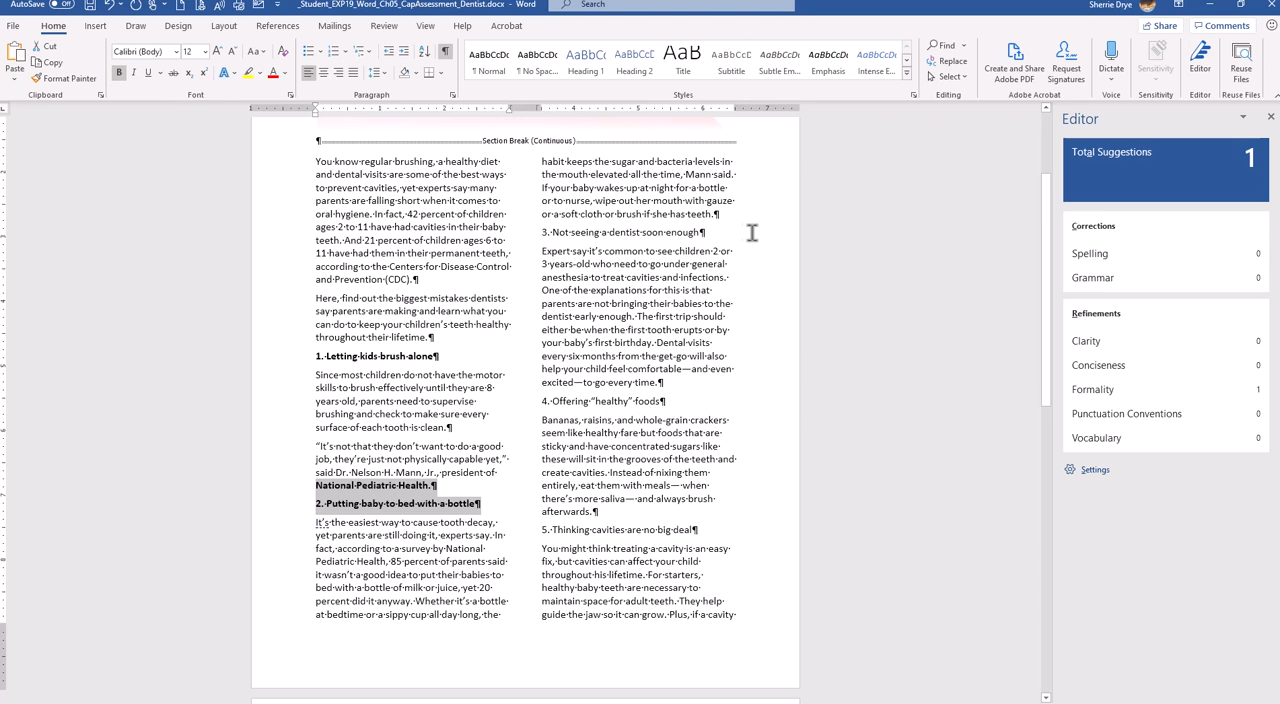 AutoSave Off
_Student_EXP19_Word_Ch05_CapAssessment_Dentist.docx - Word
Search
Sherrie Drye
File Home Insert Draw Design Layout References Mailings Review View Help Acrobat
Share Comments
Paste
Cut
Copy
Format Painter
Clipboard
Calibri (Body) 12
Font
Paragraph
AaBbCcDc AaBbCcDc AaBbCcD AaBbCcD AaB AaBbCcD AaBbCcDc AaBbCcDc AaBbCcDc
¶ Normal ¶ No Spac... Heading 1 Heading 2 Title Subtitle Subtle Em... Emphasis Intense E...
Styles
Find
Replace
Select
Editing
Create and Share
Adobe PDF
Request
Signatures
Adobe Acrobat
Dictate
Voice
Sensitivity
Sensitivity
Editor
Editor
Reuse
Files
Reuse Files
¶ Section Break (Continuous)
You know regular brushing, a healthy diet
and dental visits are some of the best ways
to prevent cavities, yet experts say many
parents are falling short when it comes to
oral hygiene. In fact, 42 percent of children
ages 2 to 11 have had cavities in their baby
teeth. And 21 percent of children ages 6 to
11 have had them in their permanent teeth,
according to the Centers for Disease Control
and Prevention (CDC).¶
Here, find out the biggest mistakes dentists
say parents are making and learn what you
can do to keep your children's teeth healthy
throughout their lifetime.¶
1. Letting kids brush alone¶
Since most children do not have the motor
skills to brush effectively until they are 8
years old, parents need to supervise
brushing and check to make sure every
surface of each tooth is clean.¶
“It's not that they don't want to do a good
job, they're just not physically capable yet,”
said Dr. Nelson H. Mann, Jr., president of
National Pediatric Health.¶
2. Putting baby to bed with a bottle¶
It's the easiest way to cause tooth decay,
yet parents are still doing it, experts say. In
fact, according to a survey by National
Pediatric Health, 85 percent of parents said
it wasn't a good idea to put their babies to
bed with a bottle of milk or juice, yet 20
percent did it anyway. Whether it's a bottle
at bedtime or a sippy cup all day long, the
habit keeps the sugar and bacteria levels in
the mouth elevated all the time, Mann said.
If your baby wakes up at night for a bottle
or to nurse, wipe out her mouth with gauze
or a soft cloth or brush if she has teeth.¶
3. Not seeing a dentist soon enough¶
Expert say it's common to see children 2 or
3 years old who need to go under general
anesthesia to treat cavities and infections.
One of the explanations for this is that
parents are not bringing their babies to the
dentist early enough. The first trip should
either be when the first tooth erupts or by
your baby's first birthday. Dental visits
every six months from the get-go will also
help your child feel comfortable—and even
excited—to go every time.¶
4. Offering “healthy” foods¶
Bananas, raisins, and whole-grain crackers
seem like healthy fare but foods that are
sticky and have concentrated sugars like
these will sit in the grooves of the teeth and
create cavities. Instead of nixing them
entirely, eat them with meals— when
there's more saliva— and always brush
afterwards.¶
5. Thinking cavities are no big deal¶
You might think treating a cavity is an easy
fix, but cavities can affect your child
throughout his lifetime. For starters,
healthy baby teeth are necessary to
maintain space for adult teeth. They help
guide the jaw so it can grow. Plus, if a cavity
Editor
Total Suggestions 1
Corrections
Spelling 0
Grammar 0
Refinements
Clarity 0
Conciseness 0
Formality 1
Punctuation Conventions 0
Vocabulary 0
Settings